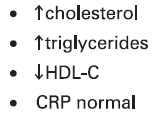 • ↑cholesterol
• ↑triglycerides
• ↓HDL-C
• CRP normal